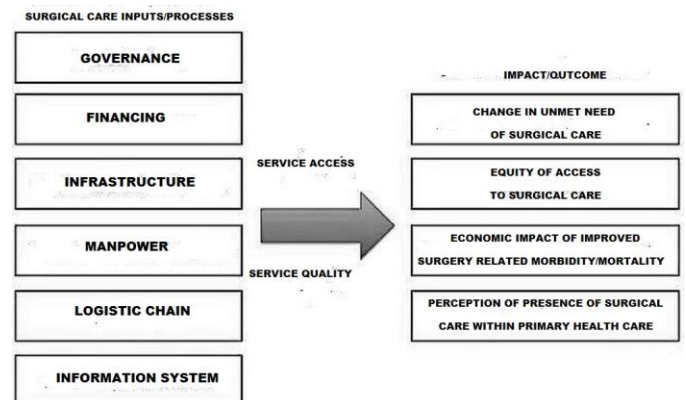 SURGICAL CARE INPUTS/PROCESSES
GOVERNANCE
FINANCING
INFRASTRUCTURE
MANPOWER
LOGISTIC CHAIN
INFORMATION SYSTEM
SERVICE ACCESS
SERVICE QUALITY
IMPACT/OUTCOME
CHANGE IN UNMET NEED
OF SURGICAL CARE
EQUITY OF ACCESS
TO SURGICAL CARE
ECONOMIC IMPACT OF IMPROVED
SURGERY RELATED MORBIDITY/MORTALITY
PERCEPTION OF PRESENCE OF SURGICAL
CARE WITHIN PRIMARY HEALTH CARE